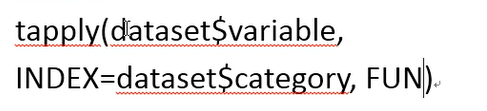 tapply(dataset$variable,
INDEX=dataset$category, FUN)